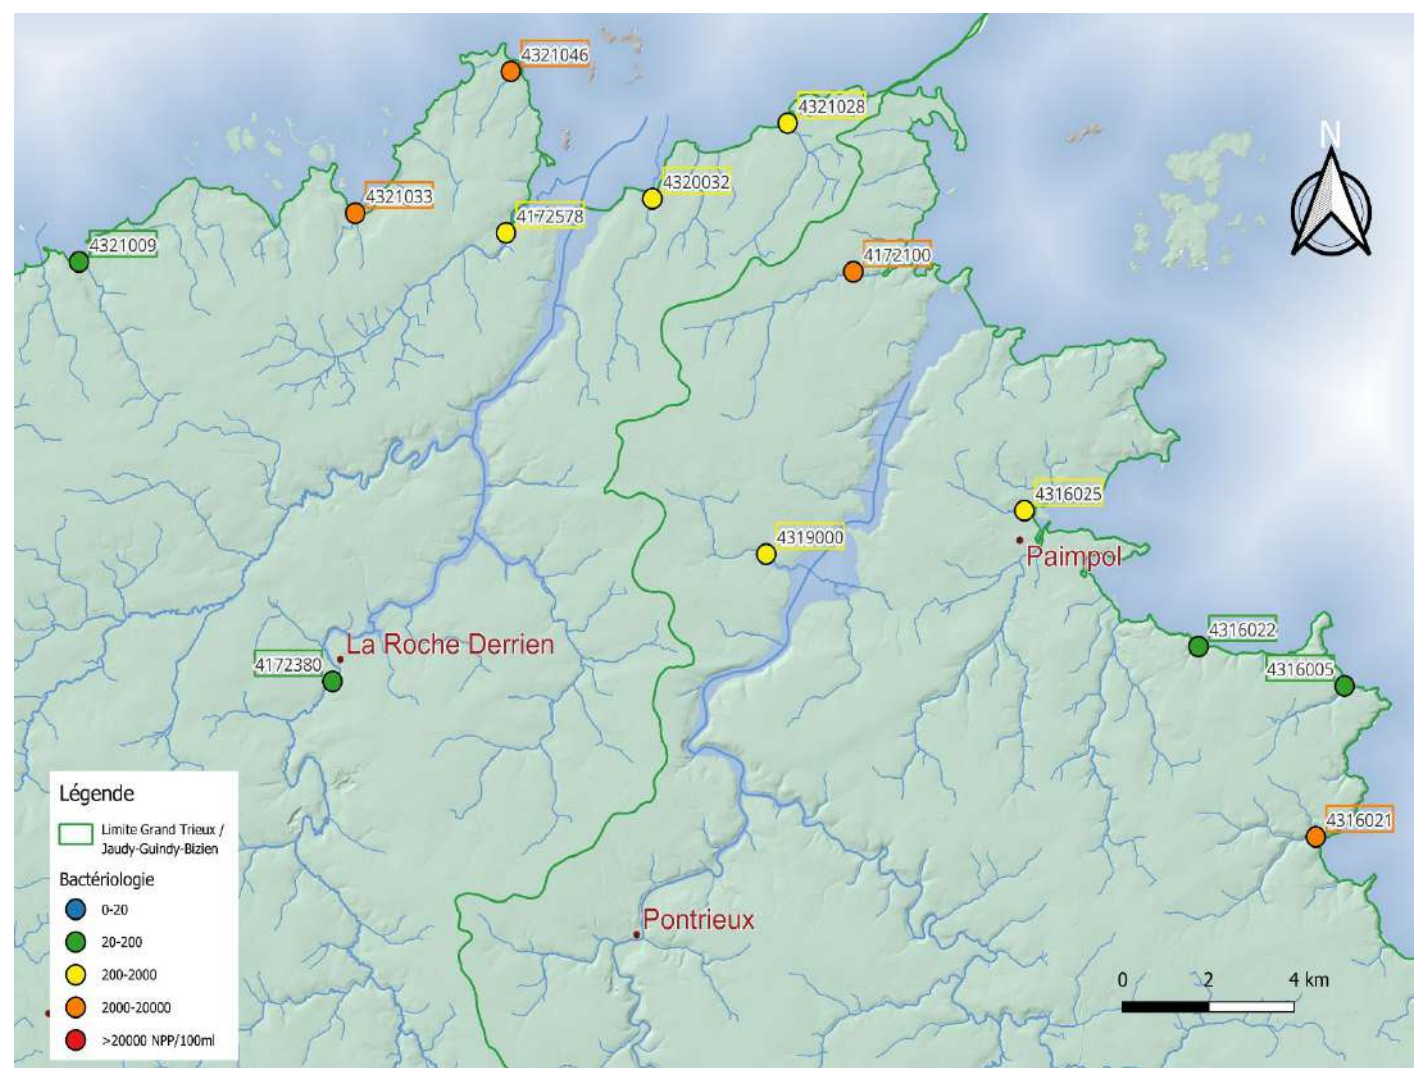 4321046
4321028
N
4320032
4321033
4172578
4321009
4172100
4316025
4319000
Paimpol
4316022
La Roche Derrien
4172380
4316005
4316021
Pontrieux
Légende
Limite Grand Trieux /
Jaudy-Guindy-Bizien
Bactériologie
0-20
20-200
200-2000
2000-20000
>20000 NPP/100ml
0 2 4 km